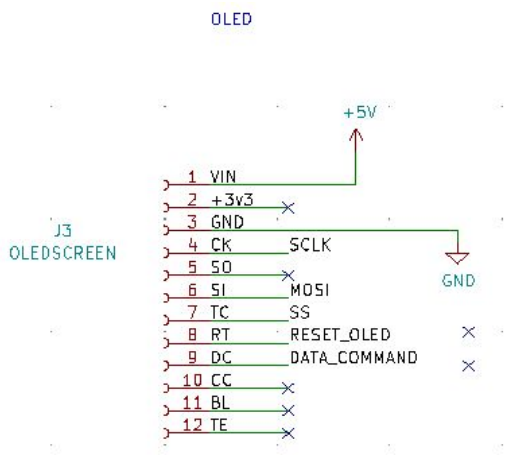 OLED
+5V
1 VIN
2 +3v3
3 GND
J3
OLEDSCREEN
4 CK SCLK
5 SO
GND
6 SI MOSI
7 TC SS
8 RT RESET_OLED
9 DC DATA_COMMAND
10 CC
11 BL
12 TE